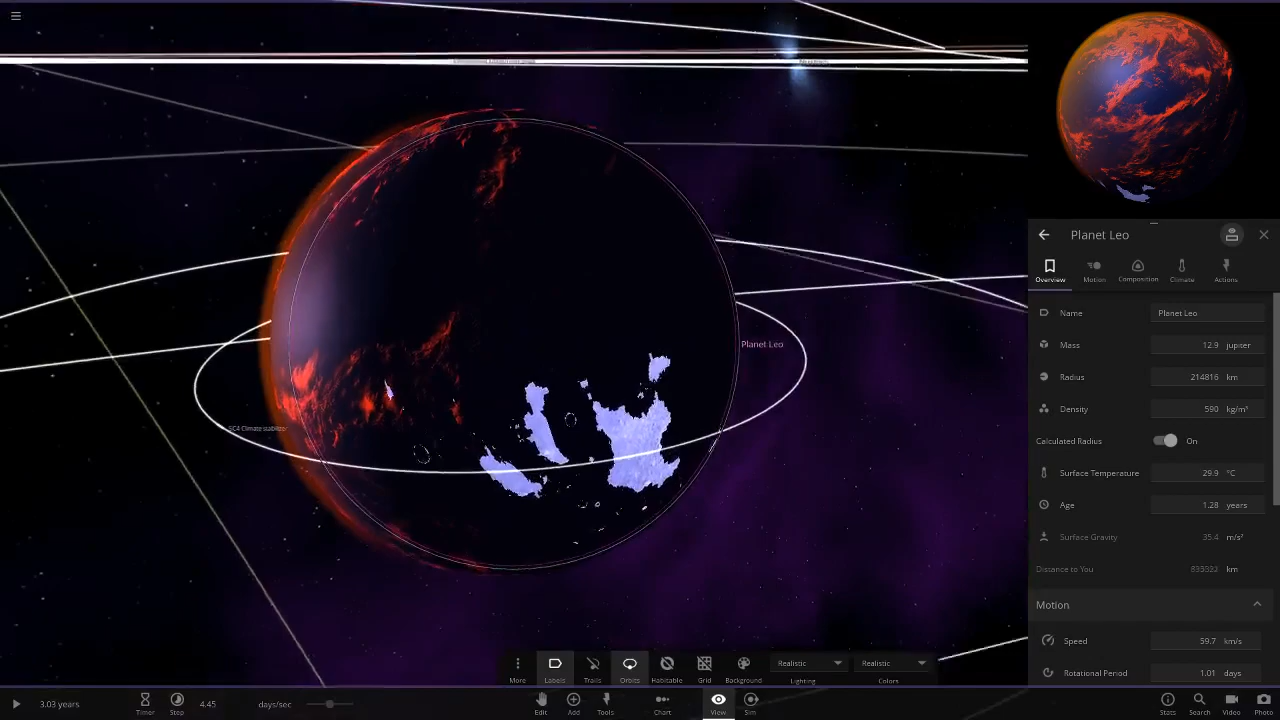 Planet Leo
SC4 Climate stabilizer
Planet Leo
Overview
Motion
Composition
Climate
Actions
Name Planet Leo
Mass 12.9 jupiter
Radius 214816 km
Density 590 kg/m³
Calculated Radius On
Surface Temperature 29.9 °C
Age 1.28 years
Surface Gravity 35.4 m/s²
Distance to You km
Motion
Speed 59.7 km/s
Rotational Period 1.01 days
More
Labels
Trails
Orbits
Habitable
Grid
Background
Realistic
Lighting
Realistic
Colors
3.03 years
Timer
Step
4.45 days/sec
Edit
Add
Tools
Chart
View
Sim
Stats
Search
Video
Photo